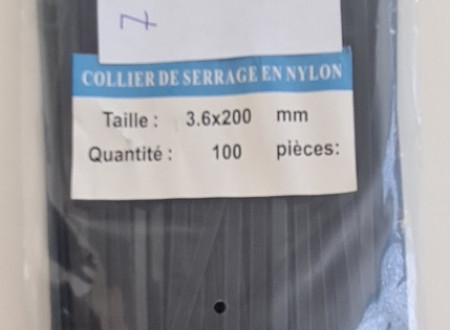 7
COLLIER DE SERRAGE EN NYLON
Taille : 3.6x200 mm
Quantité : 100 pièces: